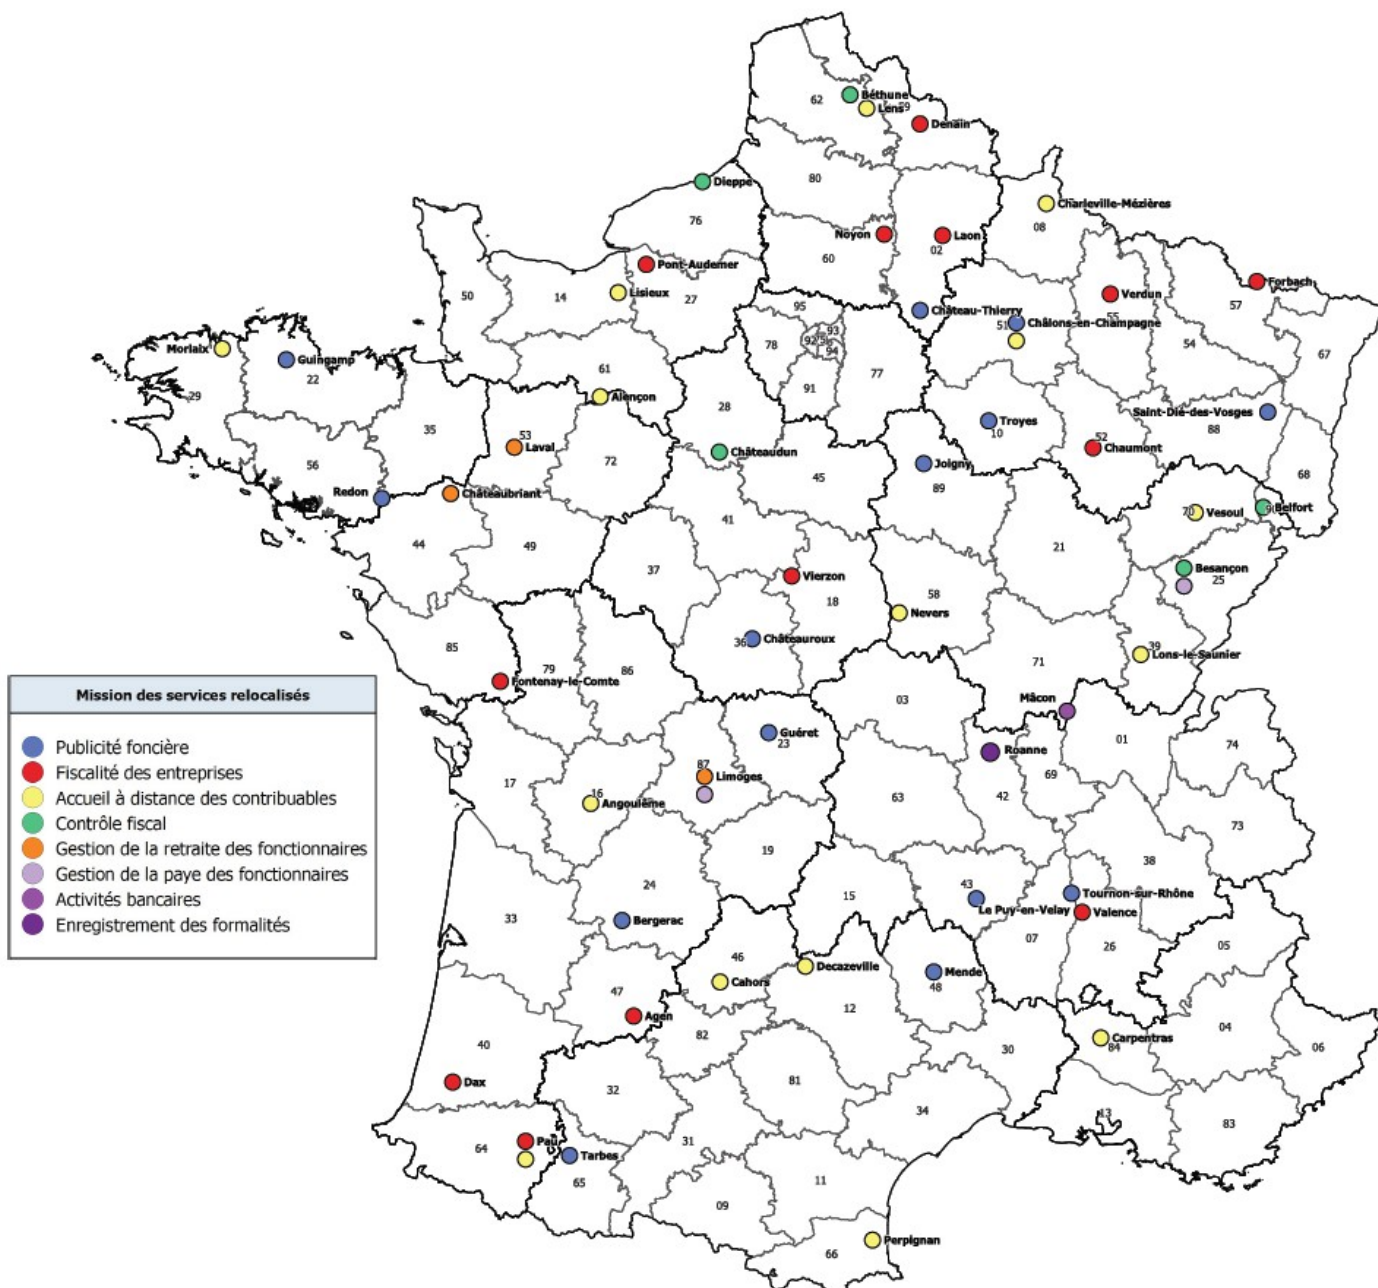 62
Béthune
Lens
59
Denain
80
Dieppe
76
Charleville-Mézières
08
Noyon
Laon
02
60
Pont-Audemer
Lisieux
27
14
50
Forbach
57
Verdun
55
Château-Thierry
Châlons-en-Champagne
51
95
93
92
94
78
91
77
54
67
Morlaix
Guingamp
22
29
61
Alençon
28
35
53
Laval
72
56
Redon
Châteaubriant
Châteaudun
45
Troyes
10
Saint-Dié-des-Vosges
88
52
Chaumont
Joigny
89
68
41
Vesoul
70
Belfort
90
44
49
37
21
Besançon
25
Vierzon
18
58
Nevers
Châteauroux
36
39
Lons-le-Saunier
85
79
86
71
Fontenay-le-Comte
03
Mâcon
Mission des services relocalisés
Publicité foncière
Fiscalité des entreprises
Accueil à distance des contribuables
Contrôle fiscal
Gestion de la retraite des fonctionnaires
Gestion de la paye des fonctionnaires
Activités bancaires
Enregistrement des formalités
Guéret
23
Roanne
01
74
69
42
63
17
87
Limoges
16
Angoulême
73
19
38
24
15
43
Le Puy-en-Velay
Tournon-sur-Rhône
Valence
33
Bergerac
07
26
05
46
Cahors
Decazeville
Mende
48
47
Agen
12
82
Carpentras
84
04
06
40
30
Dax
32
81
34
13
83
31
64
Pau
Tarbes
65
11
09
Perpignan
66